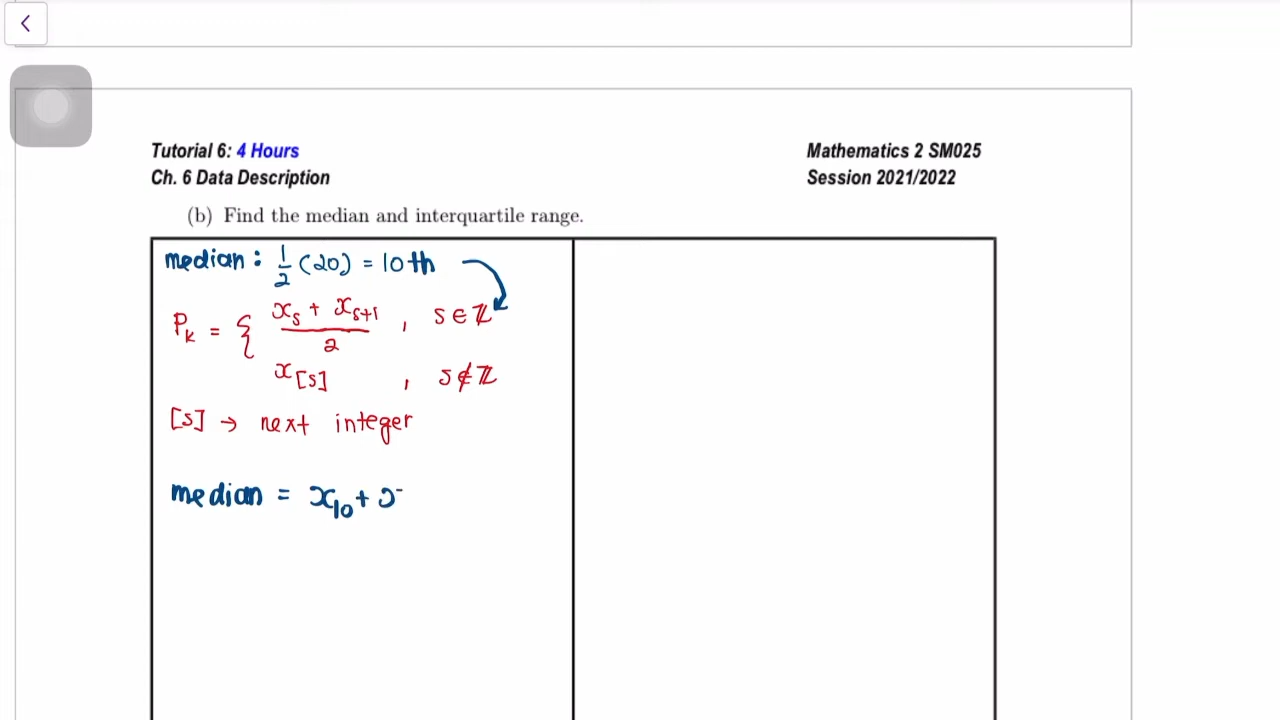 Tutorial 6: 4 Hours
Mathematics 2 SM025
Ch. 6 Data Description
Session 2021/2022
(b) Find the median and interquartile range.
median : 1/2 (20) = 10th
Pk = { (xs + xs+1)/2 , s ∈ ℤ
x[s] , s ∉ ℤ
[s] → next integer
median = x10 +